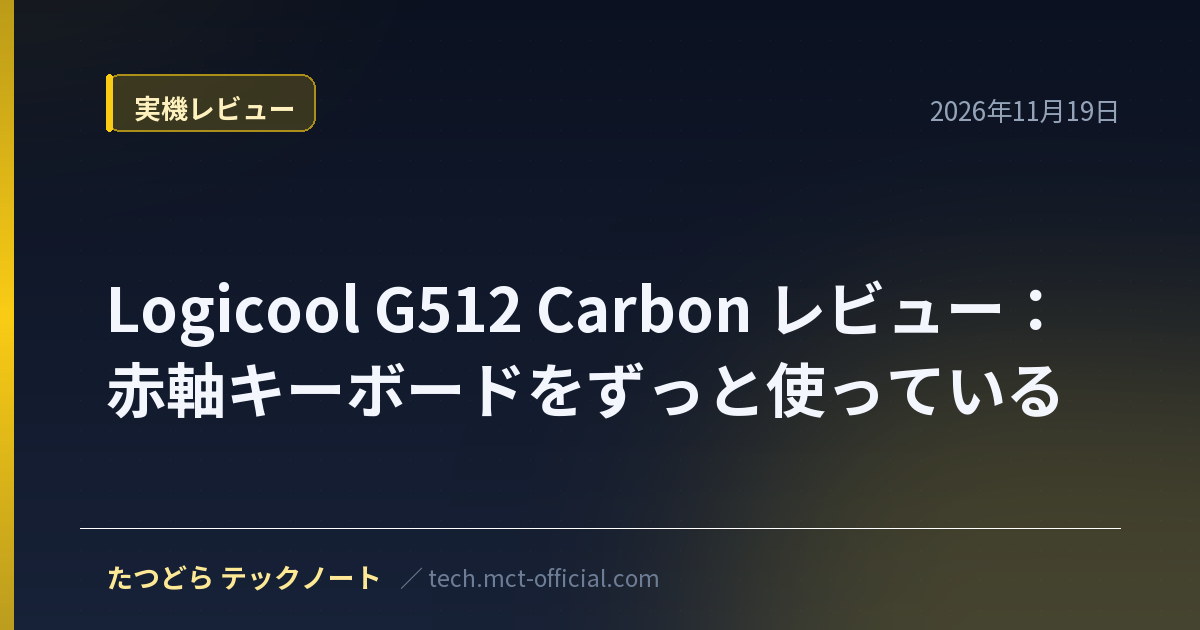 実機レビュー
2026年11月19日
Logicool G512 Carbon レビュー：
赤軸キーボードをずっと使っている
たつどら テックノート ／ tech.mct-official.com